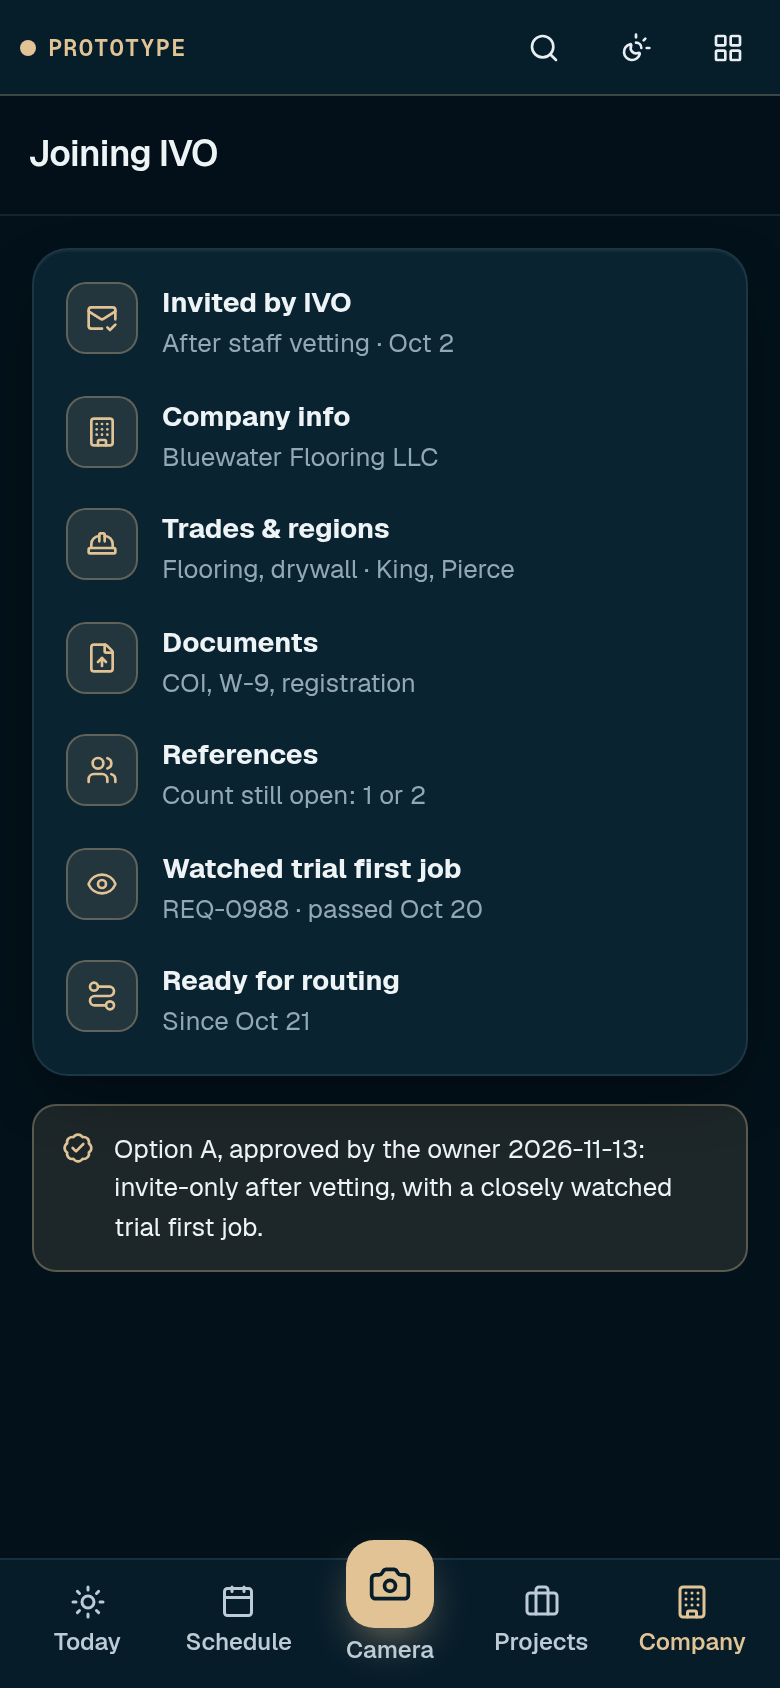 PROTOTYPE
Joining IVO
Invited by IVO
After staff vetting · Oct 2
Company info
Bluewater Flooring LLC
Trades & regions
Flooring, drywall · King, Pierce
Documents
COI, W-9, registration
References
Count still open: 1 or 2
Watched trial first job
REQ-0988 · passed Oct 20
Ready for routing
Since Oct 21
Option A, approved by the owner 2026-11-13:
invite-only after vetting, with a closely watched
trial first job.
Today
Schedule
Camera
Projects
Company